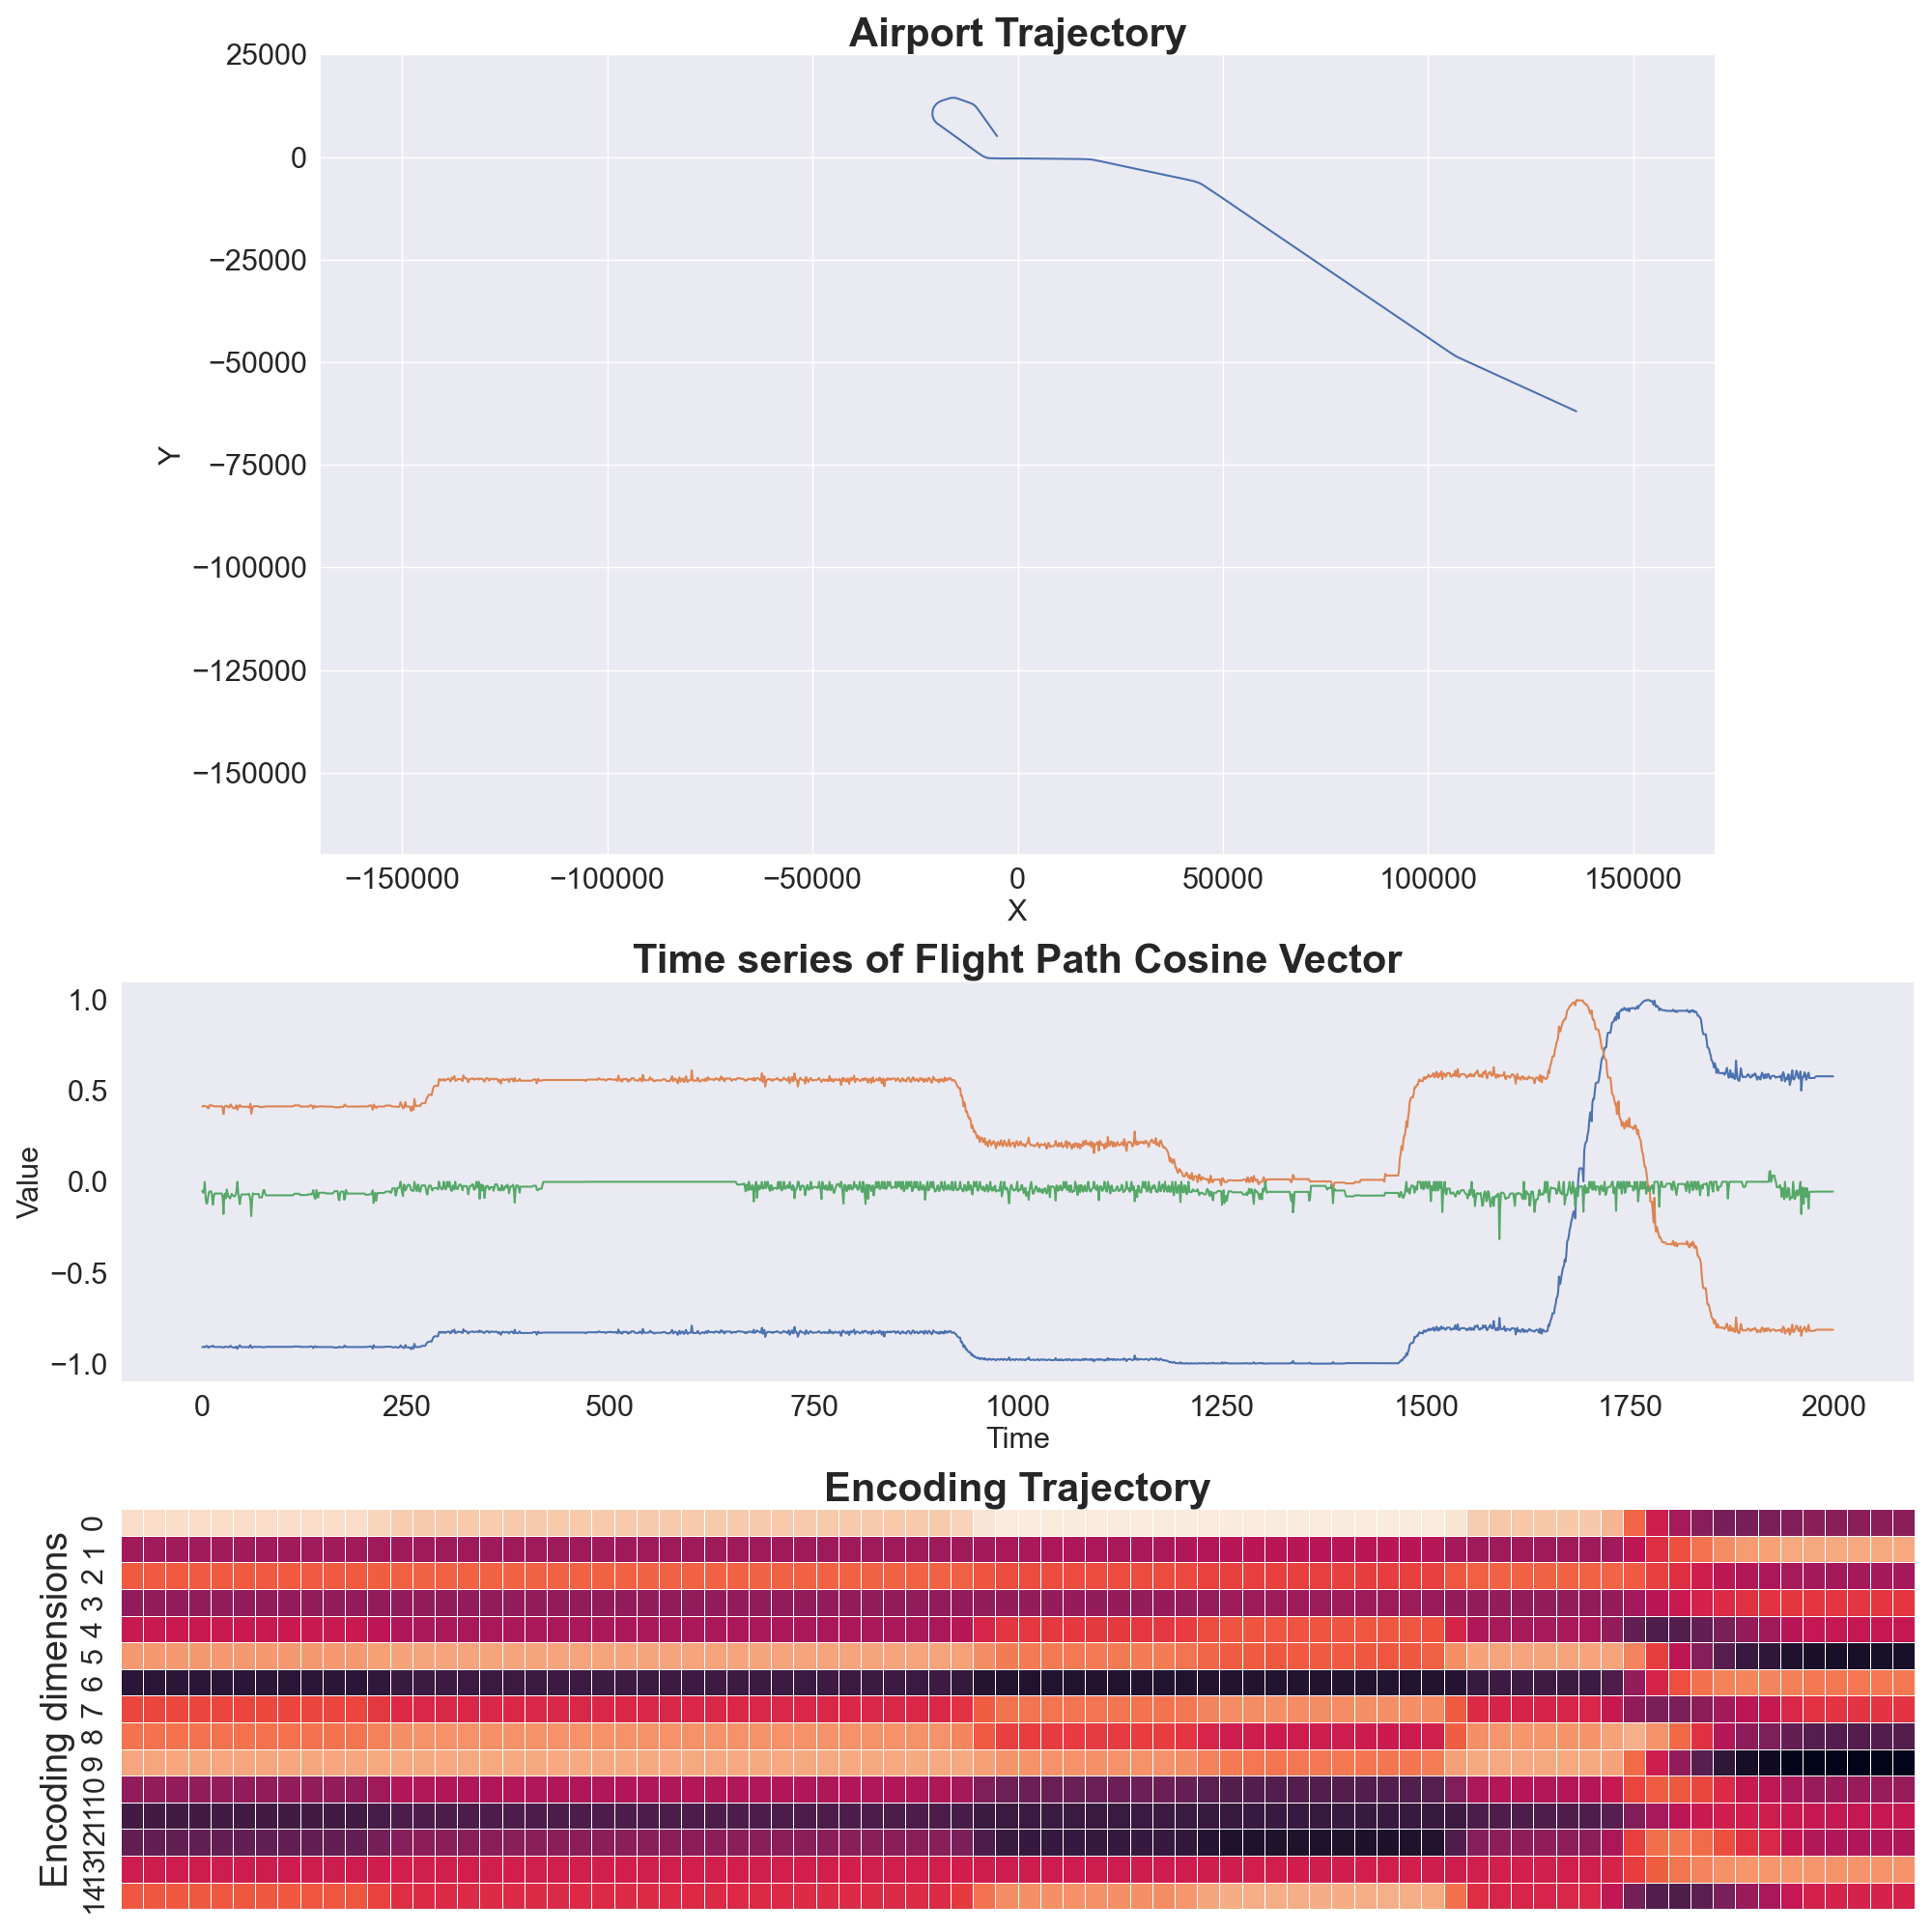 Airport Trajectory
25000
0
−25000
−50000
−75000
−100000
−125000
−150000
Y
−150000 −100000 −50000 0 50000 100000 150000
X
Time series of Flight Path Cosine Vector
1.0
0.5
0.0
−0.5
−1.0
Value
0 250 500 750 1000 1250 1500 1750 2000
Time
Encoding Trajectory
Encoding dimensions
0
1
2
3
4
5
6
7
8
9
10
11
12
13
14